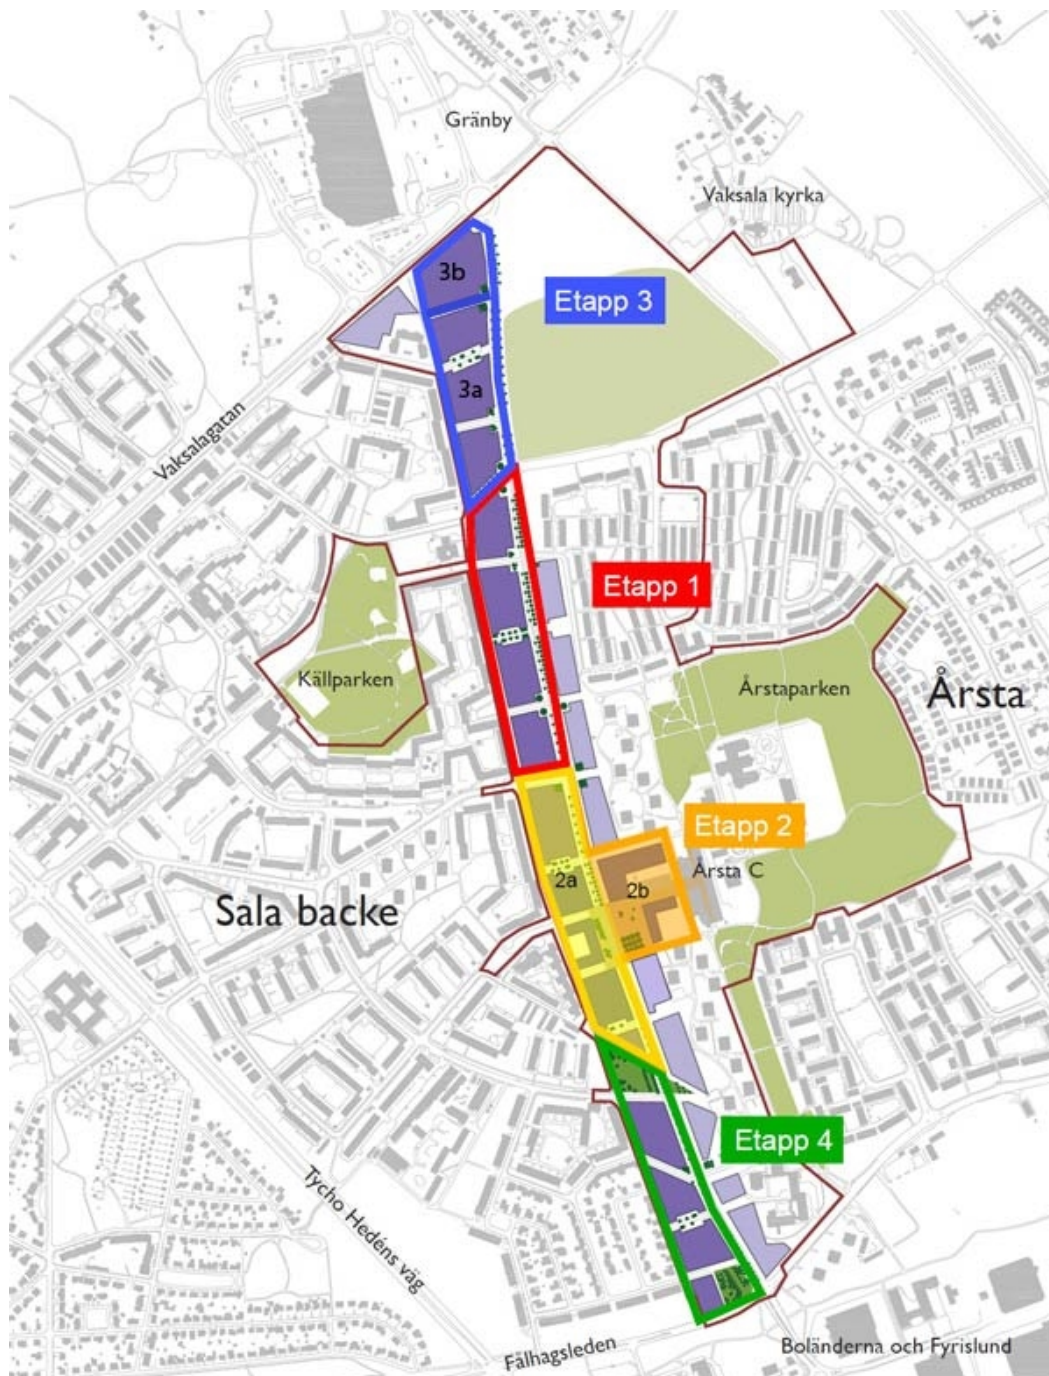 Gränby
Vaksala kyrka
3b
Etapp 3
3a
Vaksalagatan
Etapp 1
Källparken
Årstaparken
Årsta
Etapp 2
Årsta C
2a
2b
Sala backe
Etapp 4
Tycho Hedéns väg
Fålhagsleden
Boländerna och Fyrislund